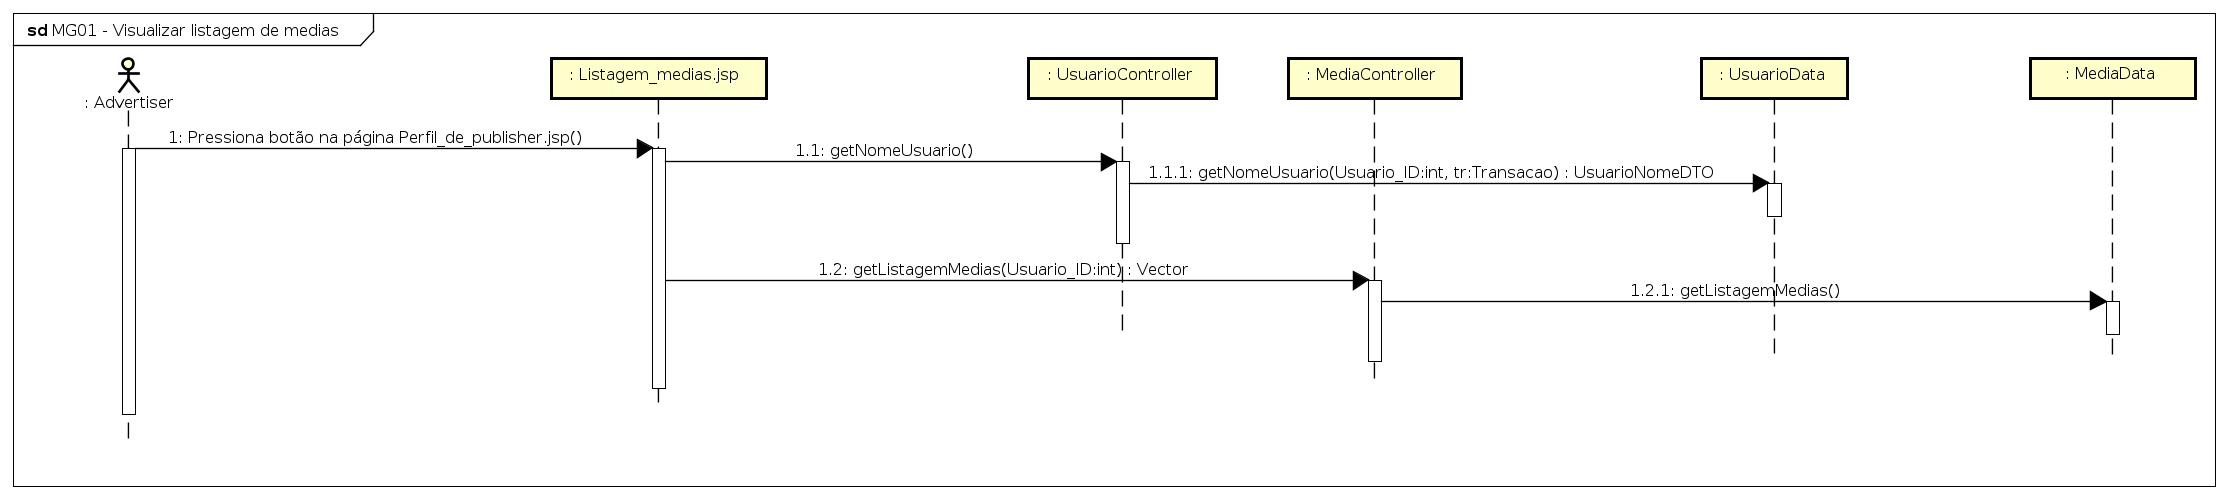 sd MG01 - Visualizar listagem de medias
: Advertiser
: Listagem_medias.jsp
: UsuarioController
: MediaController
: UsuarioData
: MediaData
1: Pressiona botão na página Perfil_de_publisher.jsp()
1.1: getNomeUsuario()
1.1.1: getNomeUsuario(Usuario_ID:int, tr:Transacao) : UsuarioNomeDTO
1.2: getListagemMedias(Usuario_ID:int) : Vector
1.2.1: getListagemMedias()